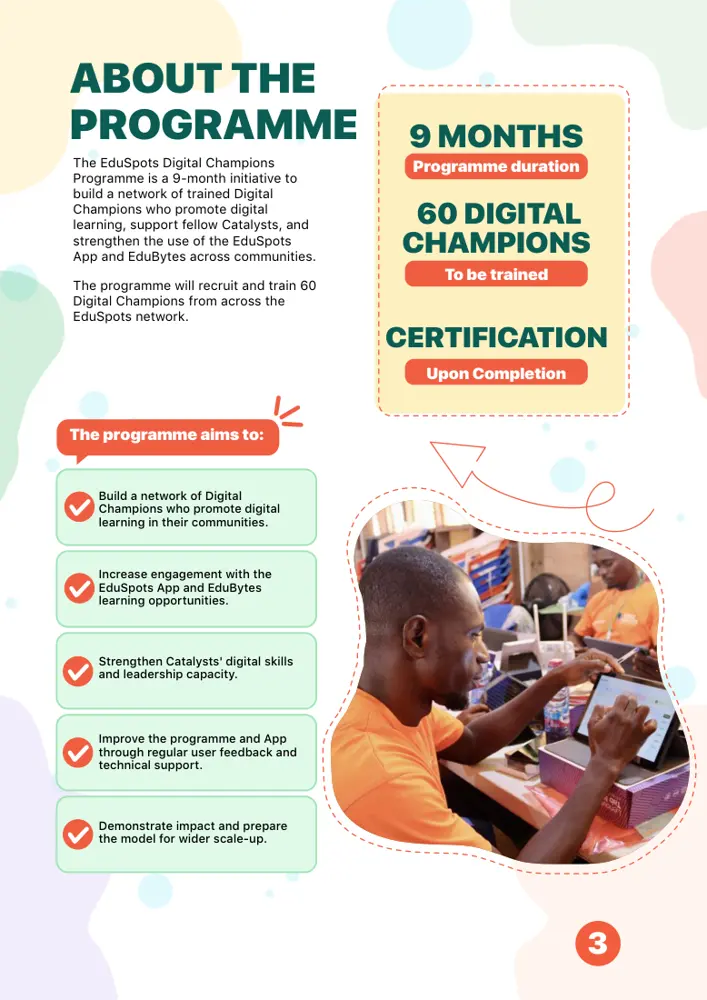 ABOUT THE
PROGRAMME
The EduSpots Digital Champions
Programme is a 9-month initiative to
build a network of trained Digital
Champions who promote digital
learning, support fellow Catalysts, and
strengthen the use of the EduSpots
App and EduBytes across communities.
The programme will recruit and train 60
Digital Champions from across the
EduSpots network.
9 MONTHS
Programme duration
60 DIGITAL
CHAMPIONS
To be trained
CERTIFICATION
Upon Completion
The programme aims to:
Build a network of Digital
Champions who promote digital
learning in their communities.
Increase engagement with the
EduSpots App and EduBytes
learning opportunities.
Strengthen Catalysts' digital skills
and leadership capacity.
Improve the programme and App
through regular user feedback and
technical support.
Demonstrate impact and prepare
the model for wider scale-up.
3